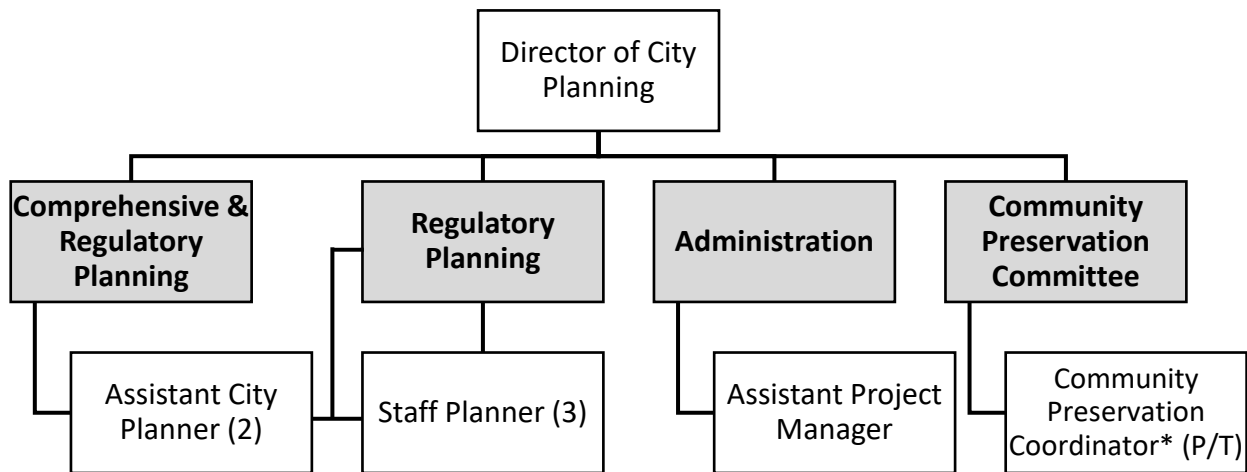 Director of City
Planning
Comprehensive &
Regulatory
Planning
Regulatory
Planning
Administration
Community
Preservation
Committee
Assistant City
Planner (2)
Staff Planner (3)
Assistant Project
Manager
Community
Preservation
Coordinator* (P/T)